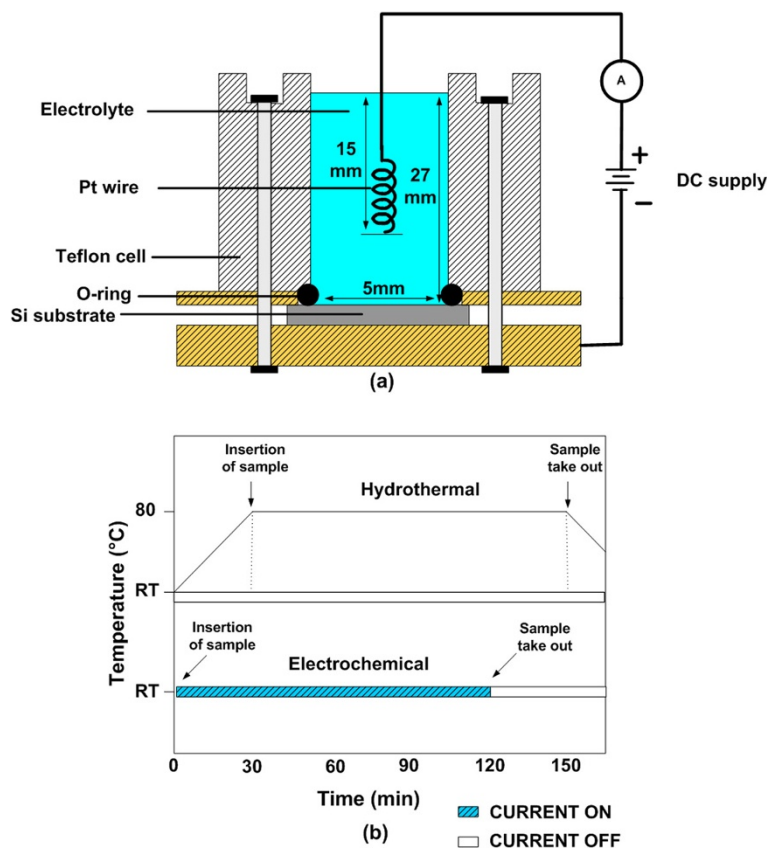 A
Electrolyte
15
mm
27
mm
+
DC supply
−
Pt wire
Teflon cell
O-ring
5mm
Si substrate
(a)
Insertion
of sample
Sample
take out
Hydrothermal
80
RT
Insertion
of sample
Sample
take out
Electrochemical
RT
Temperature (°C)
0
30
60
90
120
150
Time (min)
CURRENT ON
(b)
CURRENT OFF